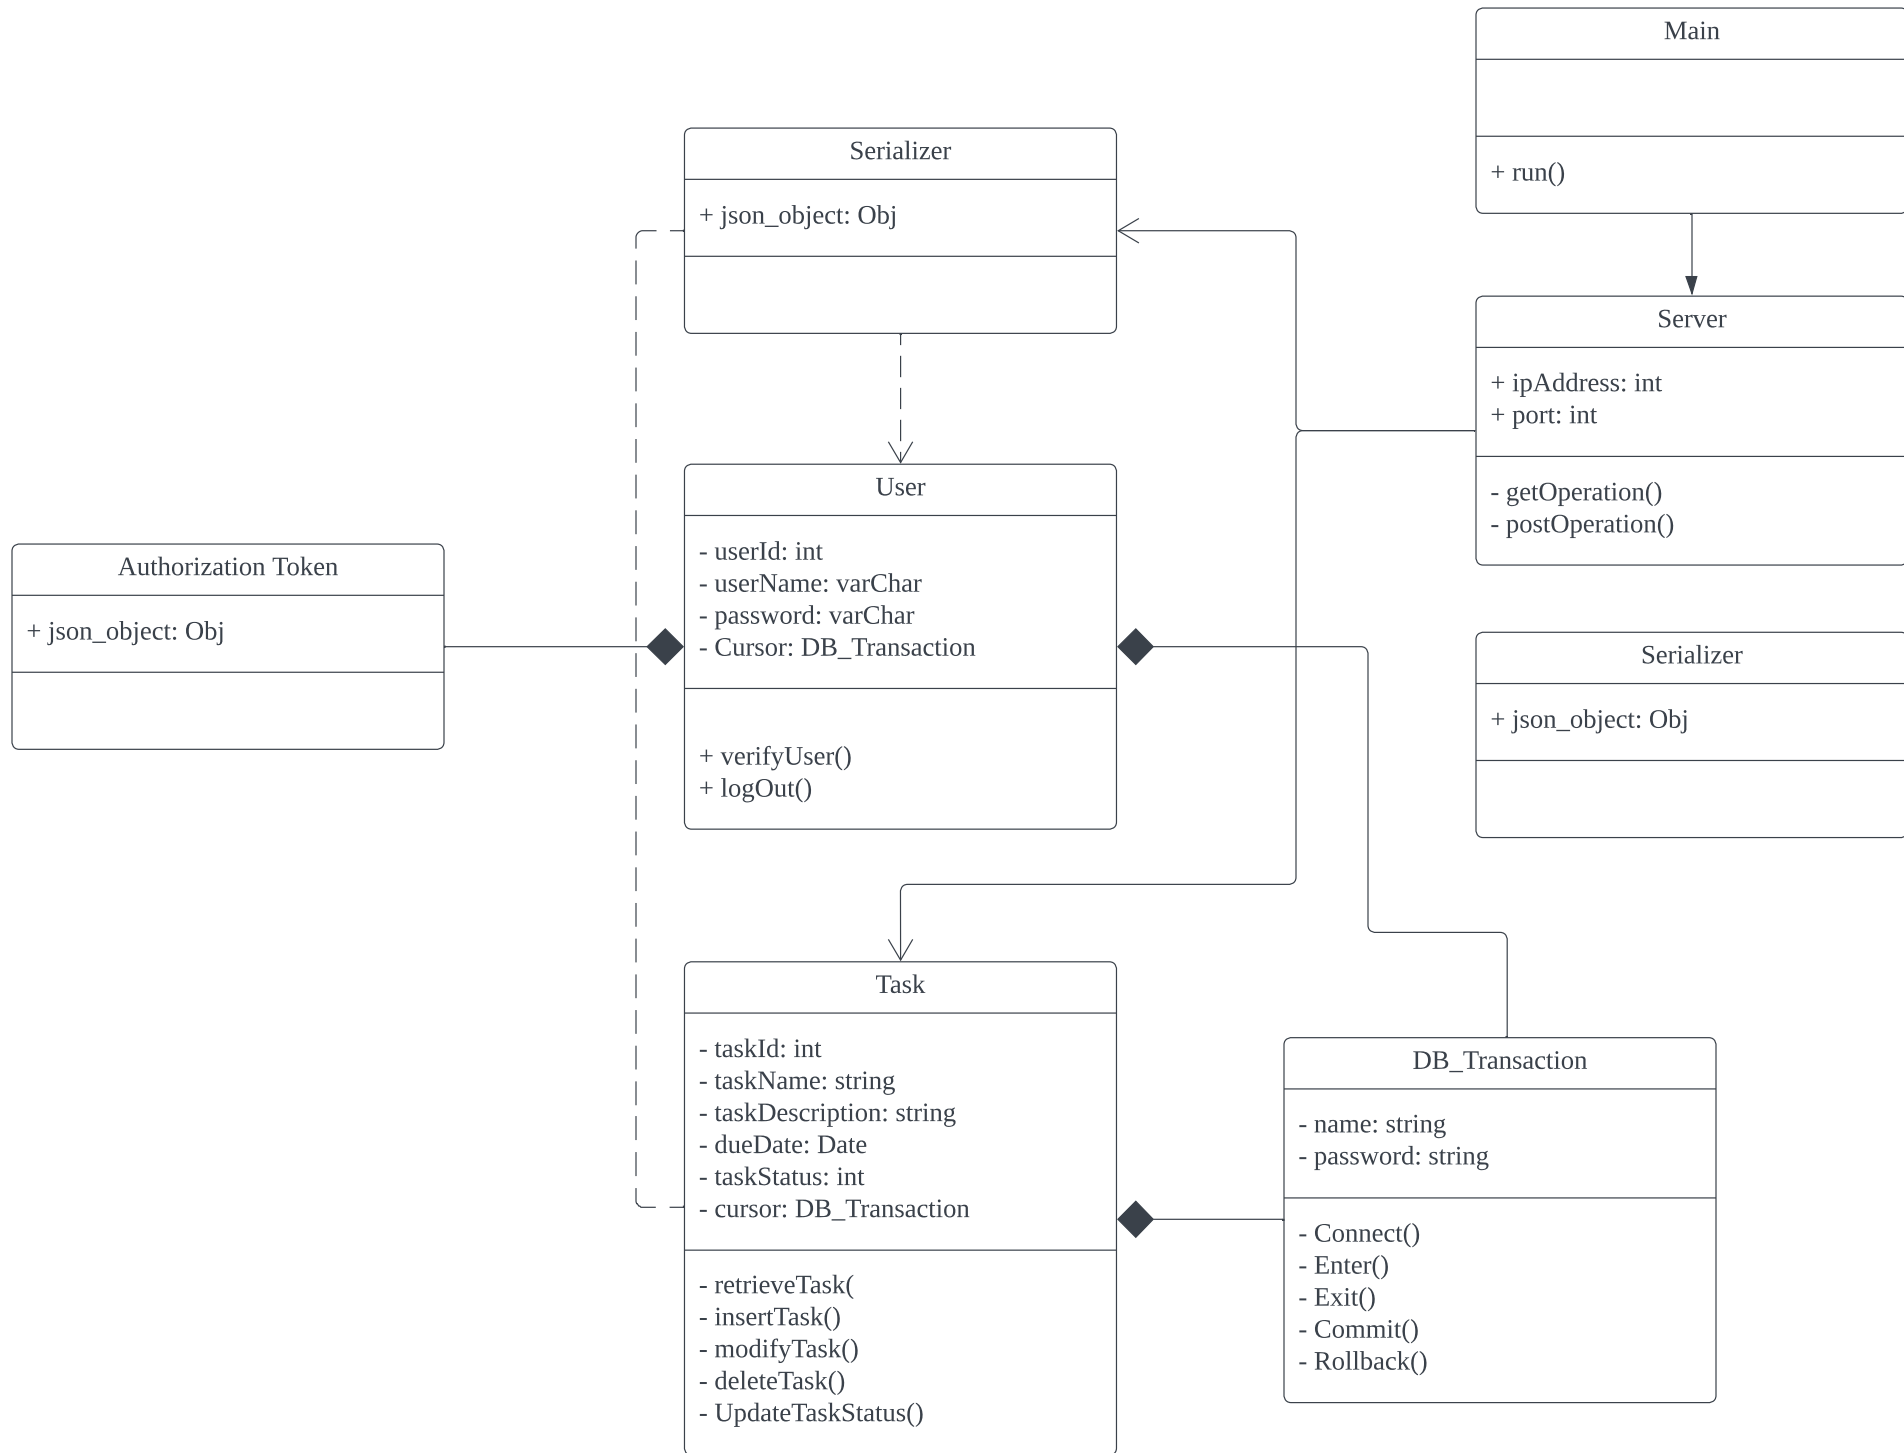 Main
+ run()
Serializer
+ json_object: Obj
Server
+ ipAddress: int
+ port: int
- getOperation()
- postOperation()
User
- userId: int
- userName: varChar
- password: varChar
- Cursor: DB_Transaction
+ verifyUser()
+ logOut()
Authorization Token
+ json_object: Obj
Serializer
+ json_object: Obj
Task
- taskId: int
- taskName: string
- taskDescription: string
- dueDate: Date
- taskStatus: int
- cursor: DB_Transaction
- retrieveTask(
- insertTask()
- modifyTask()
- deleteTask()
- UpdateTaskStatus()
DB_Transaction
- name: string
- password: string
- Connect()
- Enter()
- Exit()
- Commit()
- Rollback()